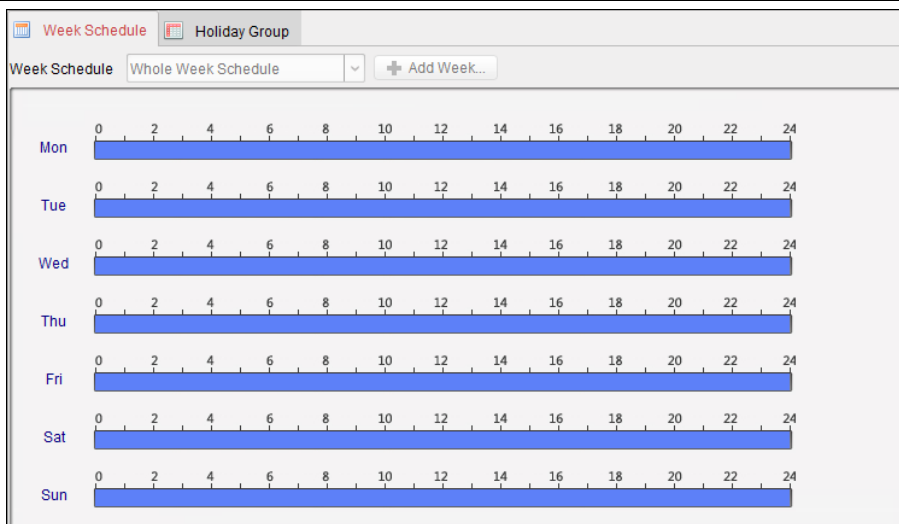 Week Schedule Holiday Group
Week Schedule Whole Week Schedule Add Week...
0 2 4 6 8 10 12 14 16 18 20 22 24
Mon
0 2 4 6 8 10 12 14 16 18 20 22 24
Tue
0 2 4 6 8 10 12 14 16 18 20 22 24
Wed
0 2 4 6 8 10 12 14 16 18 20 22 24
Thu
0 2 4 6 8 10 12 14 16 18 20 22 24
Fri
0 2 4 6 8 10 12 14 16 18 20 22 24
Sat
0 2 4 6 8 10 12 14 16 18 20 22 24
Sun